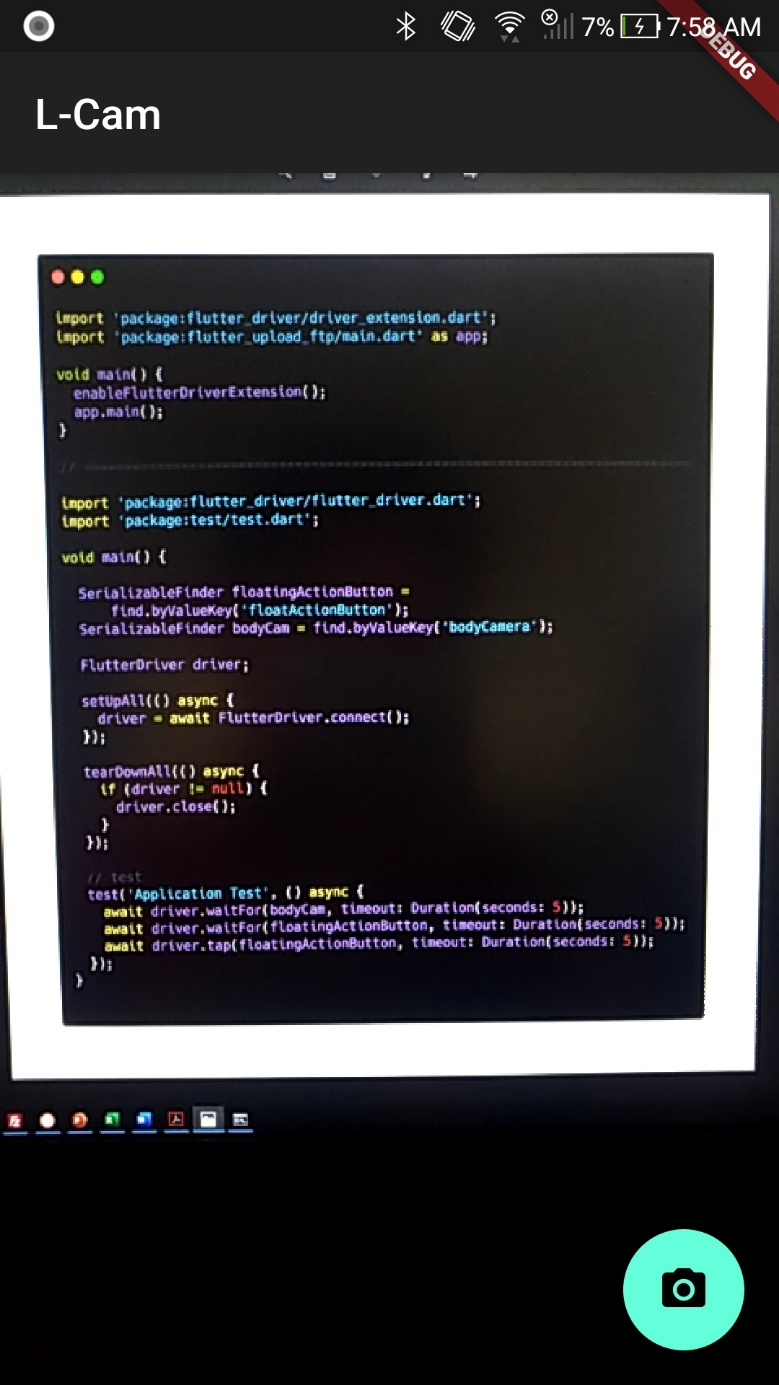 7% 7:58 AM
DEBUG
L-Cam
import 'package:flutter_driver/driver_extension.dart';
import 'package:flutter_upload_ftp/main.dart' as app;
void main() {
enableFlutterDriverExtension();
app.main();
}
// ------------------------------------------------------------
import 'package:flutter_driver/flutter_driver.dart';
import 'package:test/test.dart';
void main() {
SerializableFinder floatingActionButton =
find.byValueKey('floatActionButton');
SerializableFinder bodyCam = find.byValueKey('bodyCamera');
FlutterDriver driver;
setUpAll(() async {
driver = await FlutterDriver.connect();
});
tearDownAll(() async {
if (driver != null) {
driver.close();
}
});
// test
test('Application Test', () async {
await driver.waitFor(bodyCam, timeout: Duration(seconds: 5));
await driver.waitFor(floatingActionButton, timeout: Duration(seconds: 5));
await driver.tap(floatingActionButton, timeout: Duration(seconds: 5));
});
}